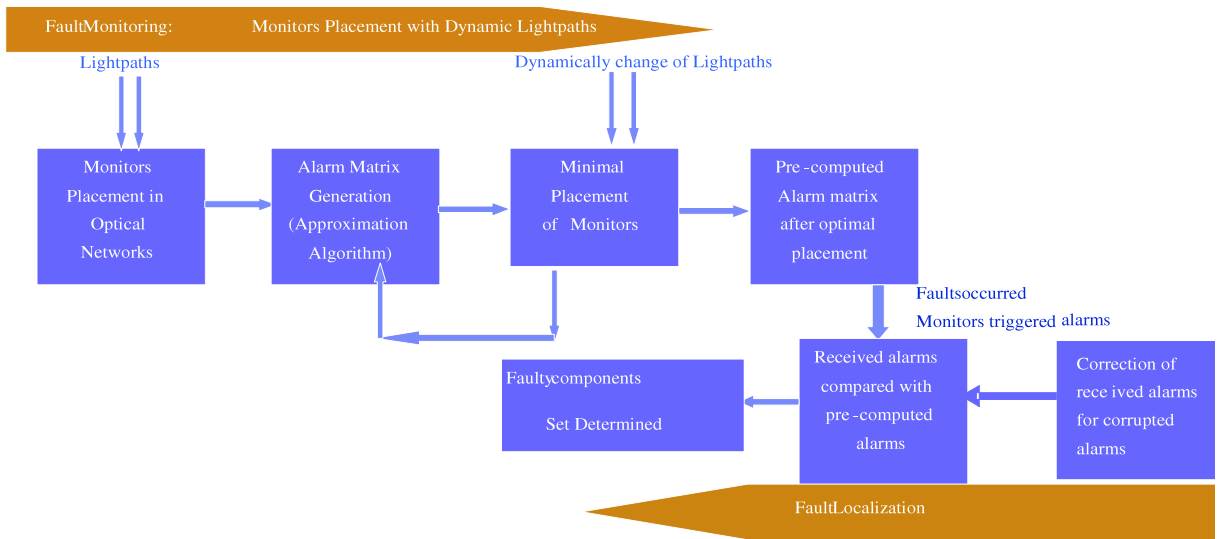 FaultMonitoring: Monitors Placement with Dynamic Lightpaths
Lightpaths
Dynamically change of Lightpaths
Monitors
Placement in
Optical
Networks
Alarm Matrix
Generation
(Approximation
Algorithm)
Minimal
Placement
of Monitors
Pre-computed
Alarm matrix
after optimal
placement
Faultsoccurred
Monitors triggered alarms
Received alarms
compared with
pre-computed
alarms
Correction of
rece ived alarms
for corrupted
alarms
Faultycomponents
Set Determined
FaultLocalization